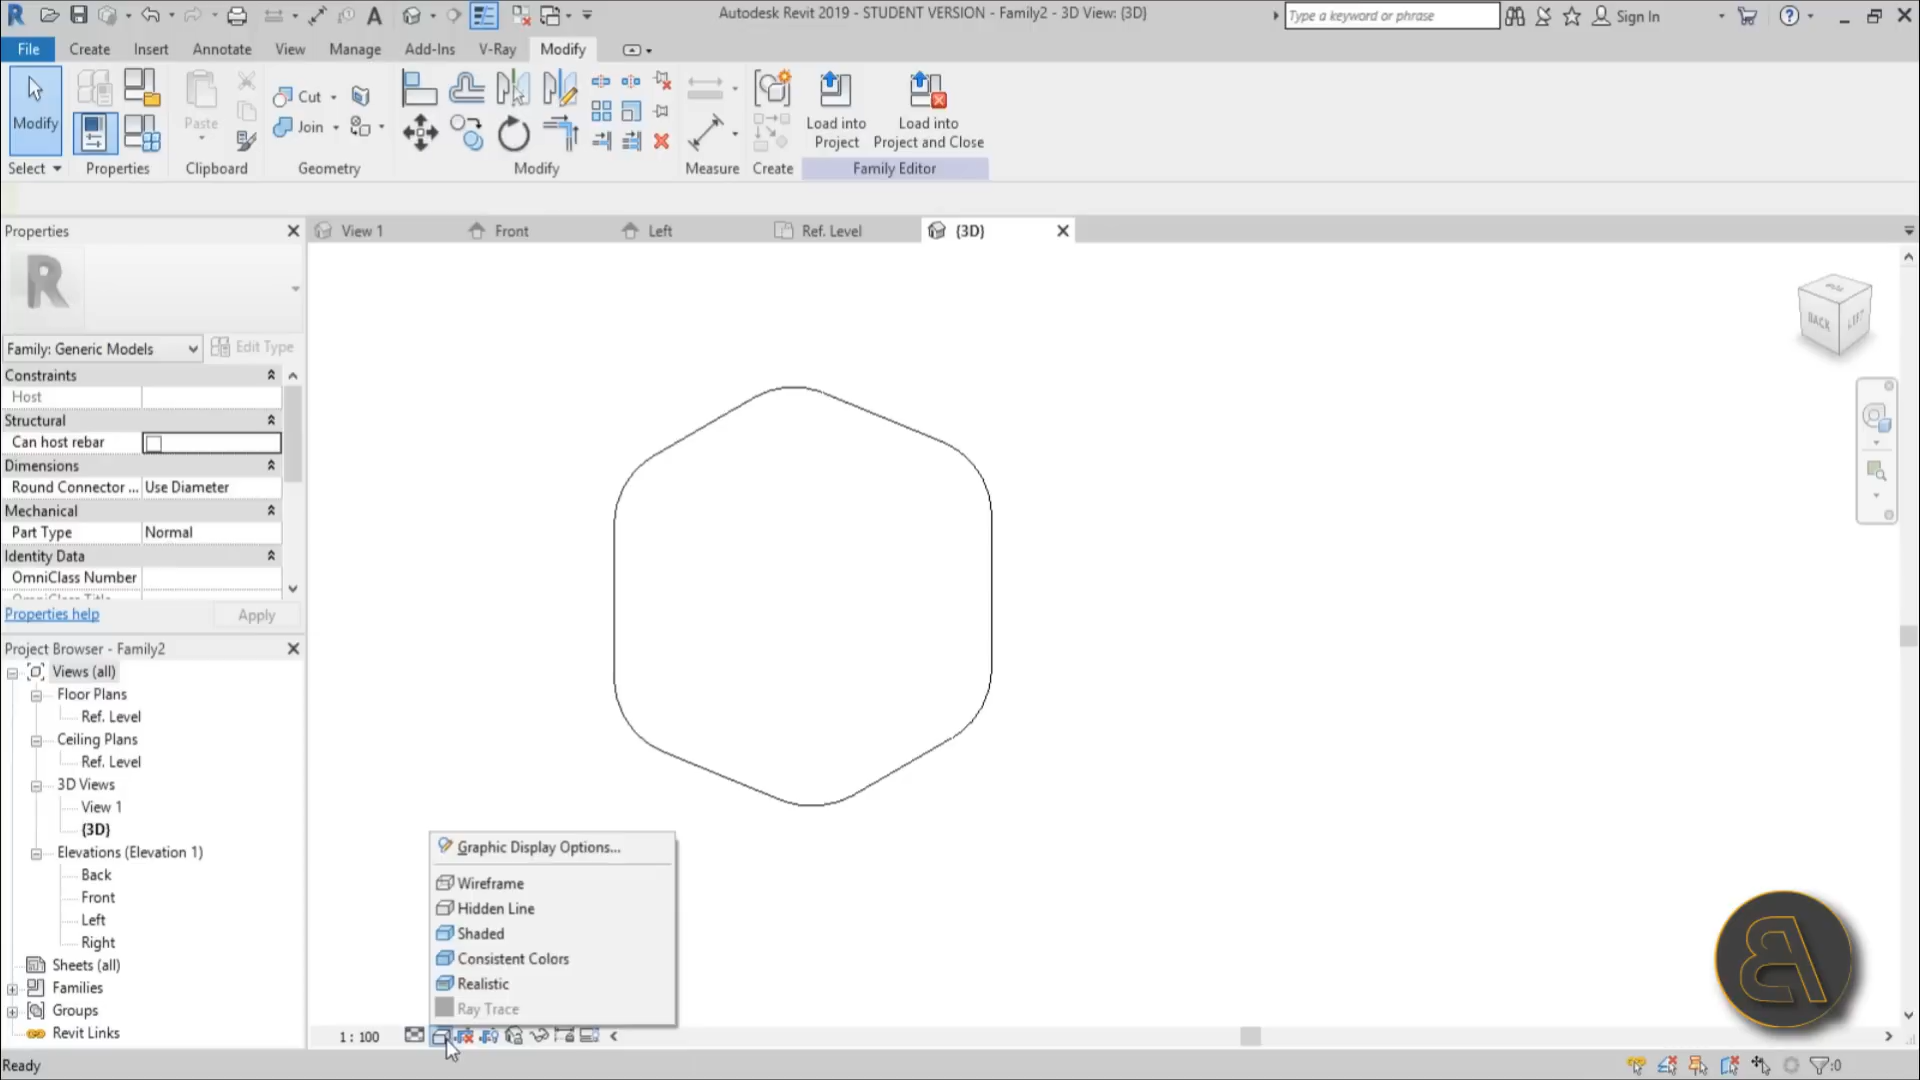 Autodesk Revit 2019 - STUDENT VERSION - Family2 - 3D View: {3D}
Type a keyword or phrase
Sign In
File Create Insert Annotate View Manage Add-Ins V-Ray Modify
Modify
Paste
Cut
Join
Load into Project
Load into Project and Close
Select Properties Clipboard Geometry Modify Measure Create Family Editor
Properties
View 1 Front Left Ref. Level {3D}
Family: Generic Models Edit Type
Constraints
Host
Structural
Can host rebar
Dimensions
Round Connector ... Use Diameter
Mechanical
Part Type Normal
Identity Data
OmniClass Number
OmniClass Title
Properties help Apply
Project Browser - Family2
Views (all)
Floor Plans
Ref. Level
Ceiling Plans
Ref. Level
3D Views
View 1
{3D}
Elevations (Elevation 1)
Back
Front
Left
Right
Sheets (all)
Families
Groups
Revit Links
BACK
LEFT
Graphic Display Options...
Wireframe
Hidden Line
Shaded
Consistent Colors
Realistic
Ray Trace
1 : 100
Ready
:0